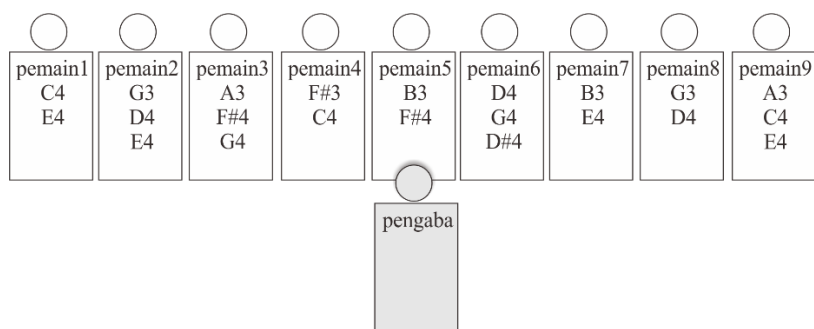 pemain1 pemain2 pemain3 pemain4 pemain5 pemain6 pemain7 pemain8 pemain9
C4 G3 A3 F#3 B3 D4 B3 G3 A3
E4 D4 F#4 C4 F#4 G4 E4 D4 C4
E4 G4 D#4 E4
pengaba